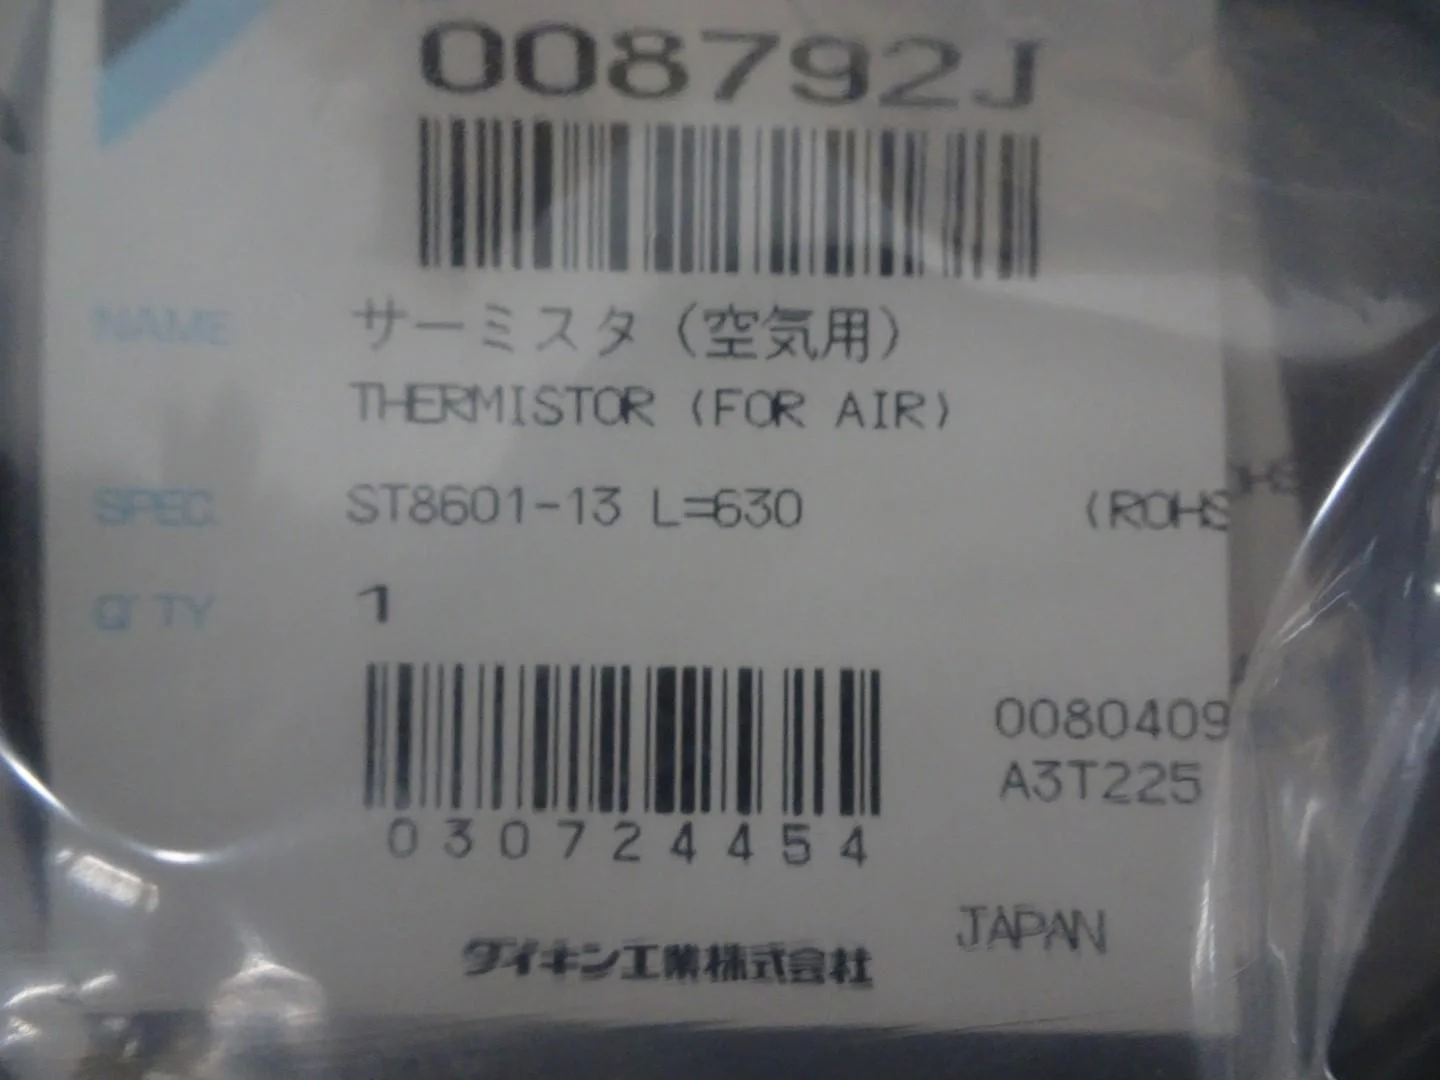 008792J
NAME サーミスタ（空気用）
THERMISTOR (FOR AIR)
SPEC. ST8601-13 L=630 (ROHS
Q'TY 1
0080409
A3T225
030724454
JAPAN
ダイキン工業株式会社